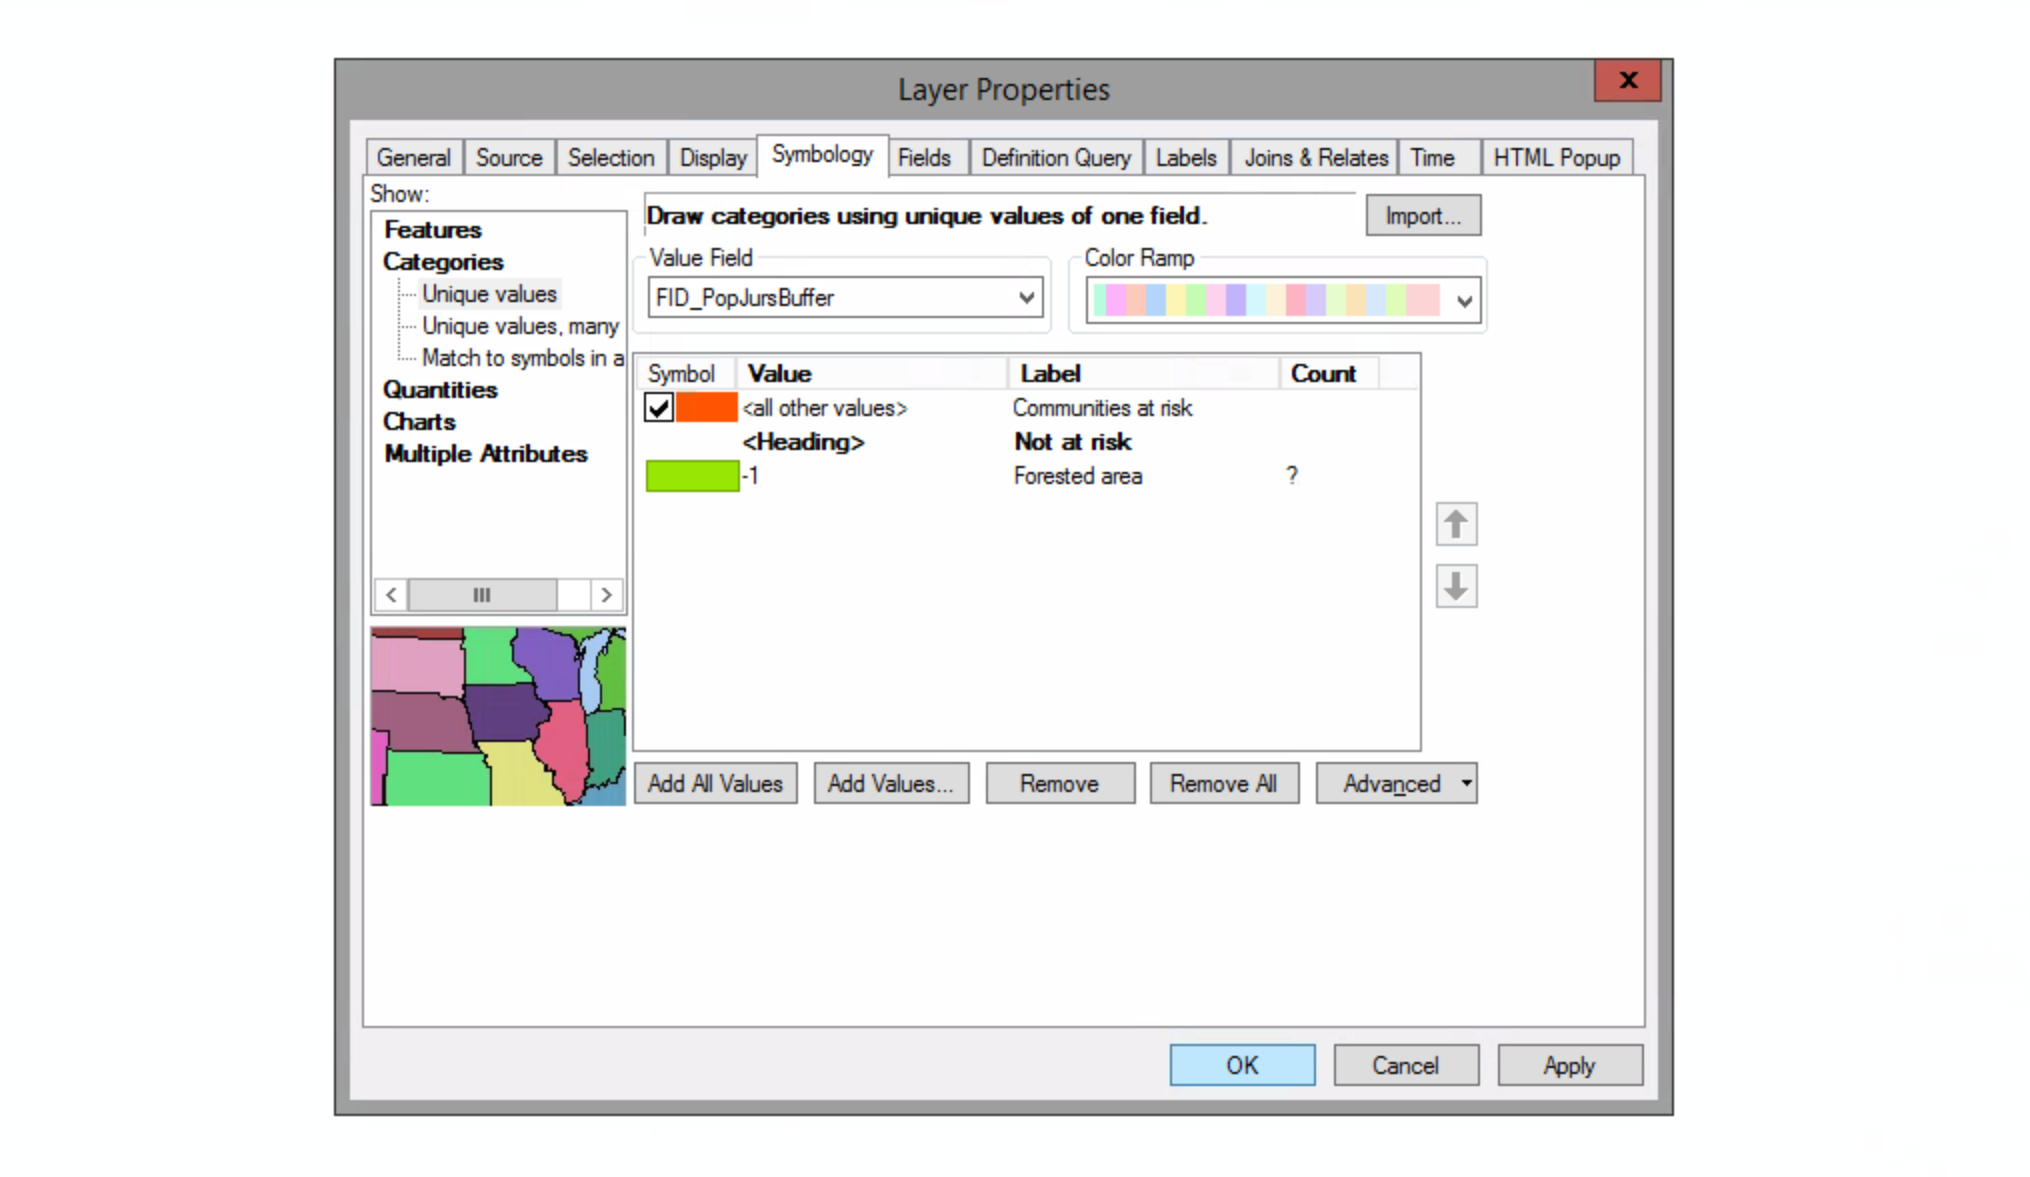 Layer Properties
x
General Source Selection Display Symbology Fields Definition Query Labels Joins & Relates Time HTML Popup
Show:
Features
Categories
Unique values
Unique values, many
Match to symbols in a
Quantities
Charts
Multiple Attributes
Draw categories using unique values of one field.
Import...
Value Field
FID_PopJursBuffer
Color Ramp
Symbol Value Label Count
<all other values> Communities at risk
<Heading> Not at risk
-1 Forested area ?
Add All Values Add Values... Remove Remove All Advanced
OK Cancel Apply